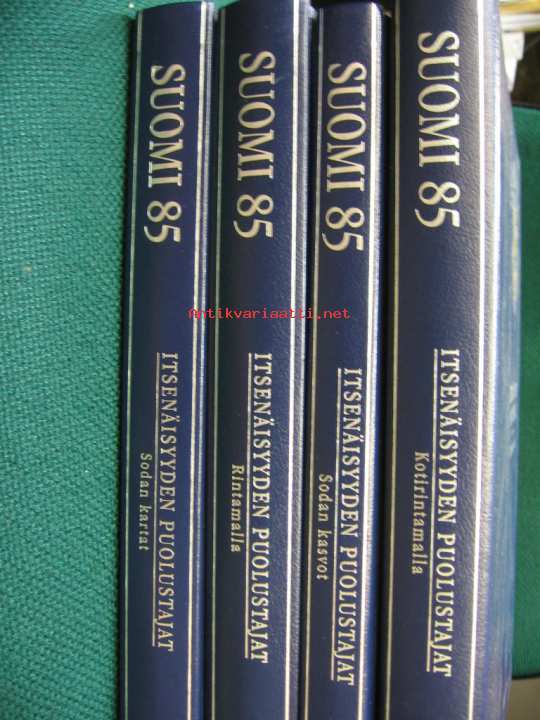 SUOMI 85
ITSENÄISYYDEN PUOLUSTAJAT
Sodan kartat
SUOMI 85
ITSENÄISYYDEN PUOLUSTAJAT
Rintamalla
SUOMI 85
ITSENÄISYYDEN PUOLUSTAJAT
Sodan kasvot
SUOMI 85
ITSENÄISYYDEN PUOLUSTAJAT
Kotirintamalla
Antikvariaatti.net